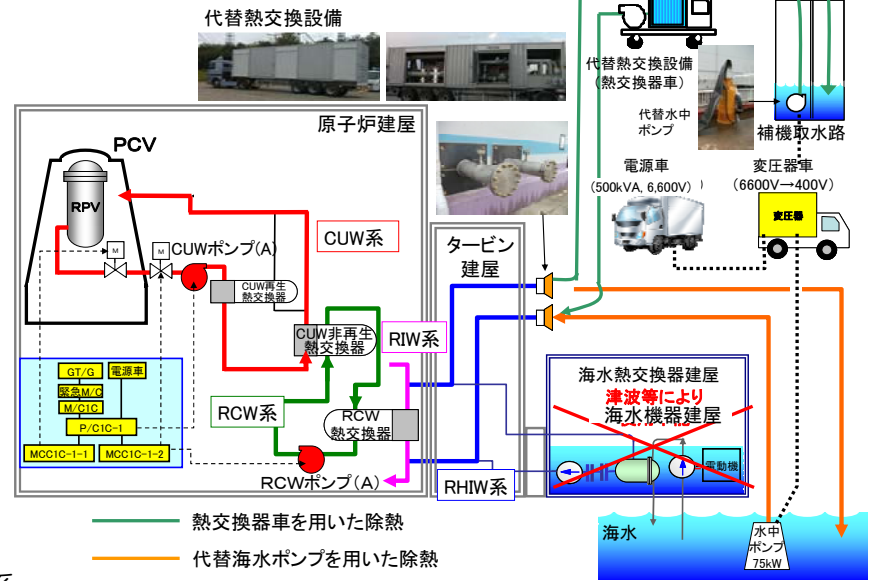 代替熱交換設備
代替熱交換設備
(熱交換器車)
代替水中
ポンプ
補機取水路
原子炉建屋
PCV
RPV
電源車
(500kVA, 6,600V)
変圧器車
(6600V→400V)
変圧器
M
M
CUWポンプ(A)
CUW系
タービン
建屋
CUW再生
熱交換器
CUW非再生
熱交換器
RIW系
GT/G
電源車
緊急M/C
M/C1C
P/C1C-1
MCC1C-1-1
MCC1C-1-2
RCW系
RCW
熱交換器
RCWポンプ(A)
RHIW系
海水熱交換器建屋
津波等により
海水機器建屋
電動機
熱交換器車を用いた除熱
代替海水ポンプを用いた除熱
海水
水中
ポンプ
75kW